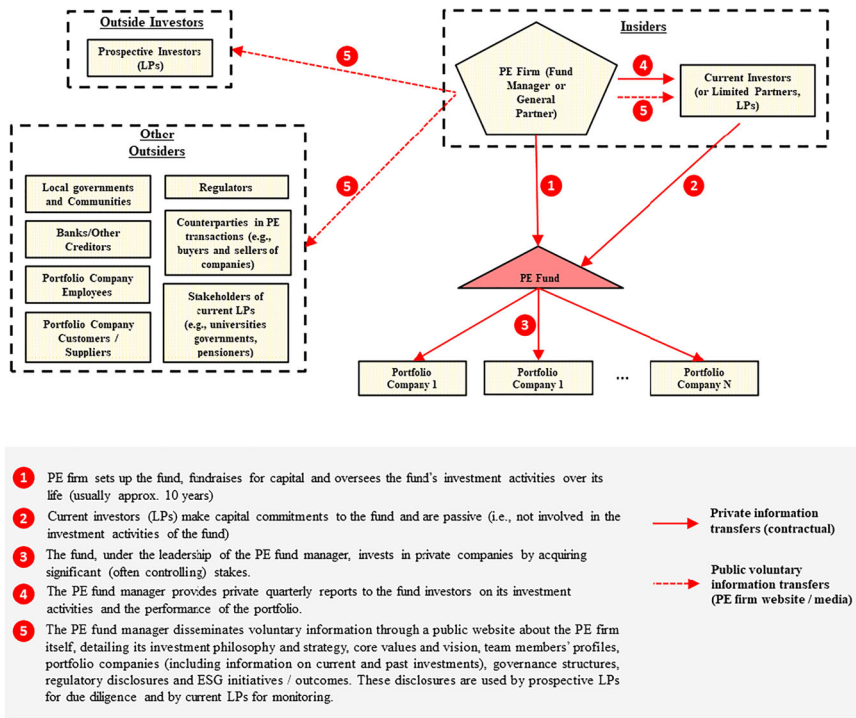 Outside Investors
Prospective Investors
(LPs)
5
Insiders
PE Firm (Fund
Manager or
General
Partner)
4
5
Current Investors
(or Limited Partners,
LPs)
Other
Outsiders
Local governments
and Communities
Banks/Other
Creditors
Portfolio Company
Employees
Portfolio Company
Customers /
Suppliers
Regulators
Counterparties in PE
transactions (e.g.,
buyers and sellers of
companies)
Stakeholders of
current LPs
(e.g., universities
governments,
pensioners)
5
1
2
PE Fund
3
Portfolio
Company 1
Portfolio
Company 1
...
Portfolio
Company N
1 PE firm sets up the fund, fundraises for capital and oversees the fund's investment activities over its
life (usually approx. 10 years)
2 Current investors (LPs) make capital commitments to the fund and are passive (i.e., not involved in the
investment activities of the fund)
3 The fund, under the leadership of the PE fund manager, invests in private companies by acquiring
significant (often controlling) stakes.
4 The PE fund manager provides private quarterly reports to the fund investors on its investment
activities and the performance of the portfolio.
5 The PE fund manager disseminates voluntary information through a public website about the PE firm
itself, detailing its investment philosophy and strategy, core values and vision, team members' profiles,
portfolio companies (including information on current and past investments), governance structures,
regulatory disclosures and ESG initiatives / outcomes. These disclosures are used by prospective LPs
for due diligence and by current LPs for monitoring.
Private information
transfers (contractual)
Public voluntary
information transfers
(PE firm website / media)